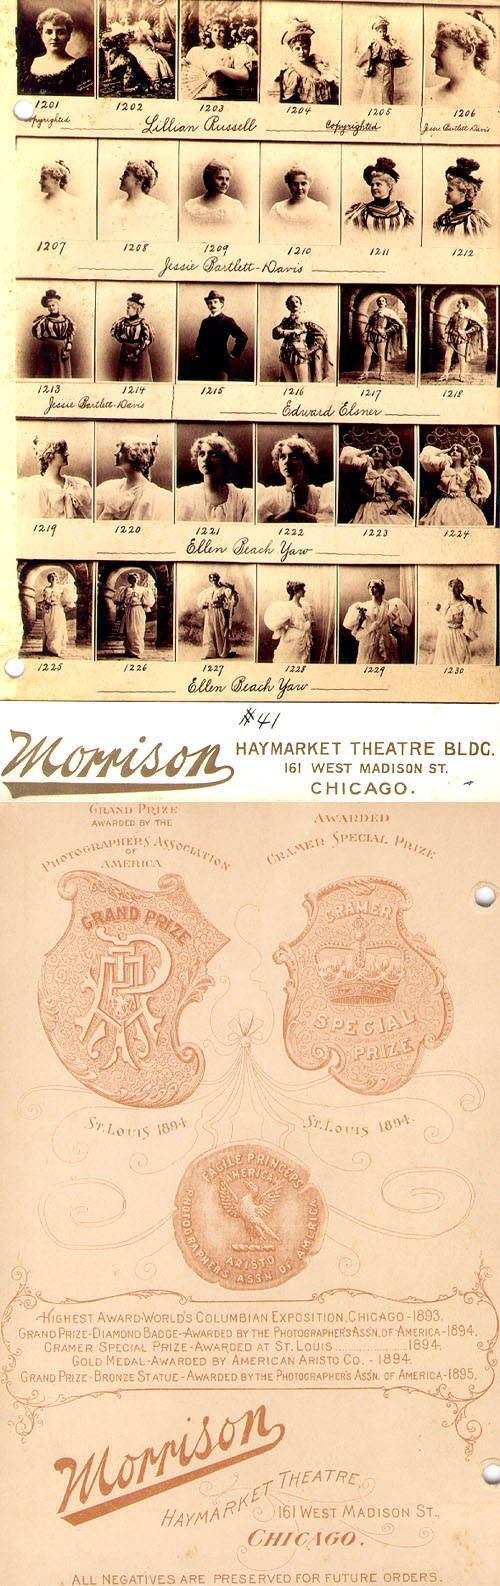 1201 1202 1203 1204 1205 1206
Copyrighted Lillian Russell Copyrighted Jessie Bartlett-Davis
1207 1208 1209 1210 1211 1212
Jessie Bartlett-Davis
1213 1214 1215 1216 1217 1218
Jessie Bartlett-Davis Edward Elsner
1219 1220 1221 1222 1223 1224
Ellen Beach Yaw
1225 1226 1227 1228 1229 1230
Ellen Beach Yaw
#41
Morrison
HAYMARKET THEATRE BLDG.
161 WEST MADISON ST.
CHICAGO.
GRAND PRIZE
AWARDED BY THE
PHOTOGRAPHERS' ASSOCIATION
OF
AMERICA
AWARDED
CRAMER SPECIAL PRIZE
GRAND PRIZE
CRAMER
SPECIAL
PRIZE
ST. LOUIS 1894
ST. LOUIS 1894.
FACILE PRINCEPS
AMERICAN
ARISTO
PHOTOGRAPHERS ASS'N. OF AMERICA
HIGHEST AWARD-WORLD'S COLUMBIAN EXPOSITION, CHICAGO-1893.
GRAND PRIZE-DIAMOND BADGE-AWARDED BY THE PHOTOGRAPHER'S ASS'N. OF AMERICA-1894.
CRAMER SPECIAL PRIZE-AWARDED AT ST. LOUIS..............1894.
GOLD MEDAL-AWARDED BY AMERICAN ARISTO CO. - 1894.
GRAND PRIZE-BRONZE STATUE-AWARDED BY THE PHOTOGRAPHER'S ASS'N. OF AMERICA-1895.
Morrison
HAYMARKET THEATRE,
161 WEST MADISON ST.,
CHICAGO.
ALL NEGATIVES ARE PRESERVED FOR FUTURE ORDERS.